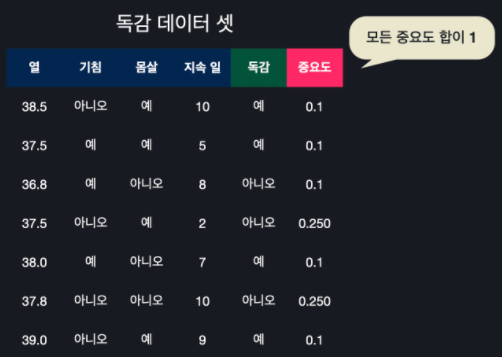 독감 데이터 셋
모든 중요도 합이 1
열 기침 몸살 지속 일 독감 중요도
38.5 아니오 예 10 예 0.1
37.5 예 예 5 예 0.1
36.8 예 아니오 8 아니오 0.1
37.5 아니오 예 2 아니오 0.250
38.0 예 아니오 7 예 0.1
37.8 아니오 아니오 10 아니오 0.250
39.0 아니오 예 9 예 0.1